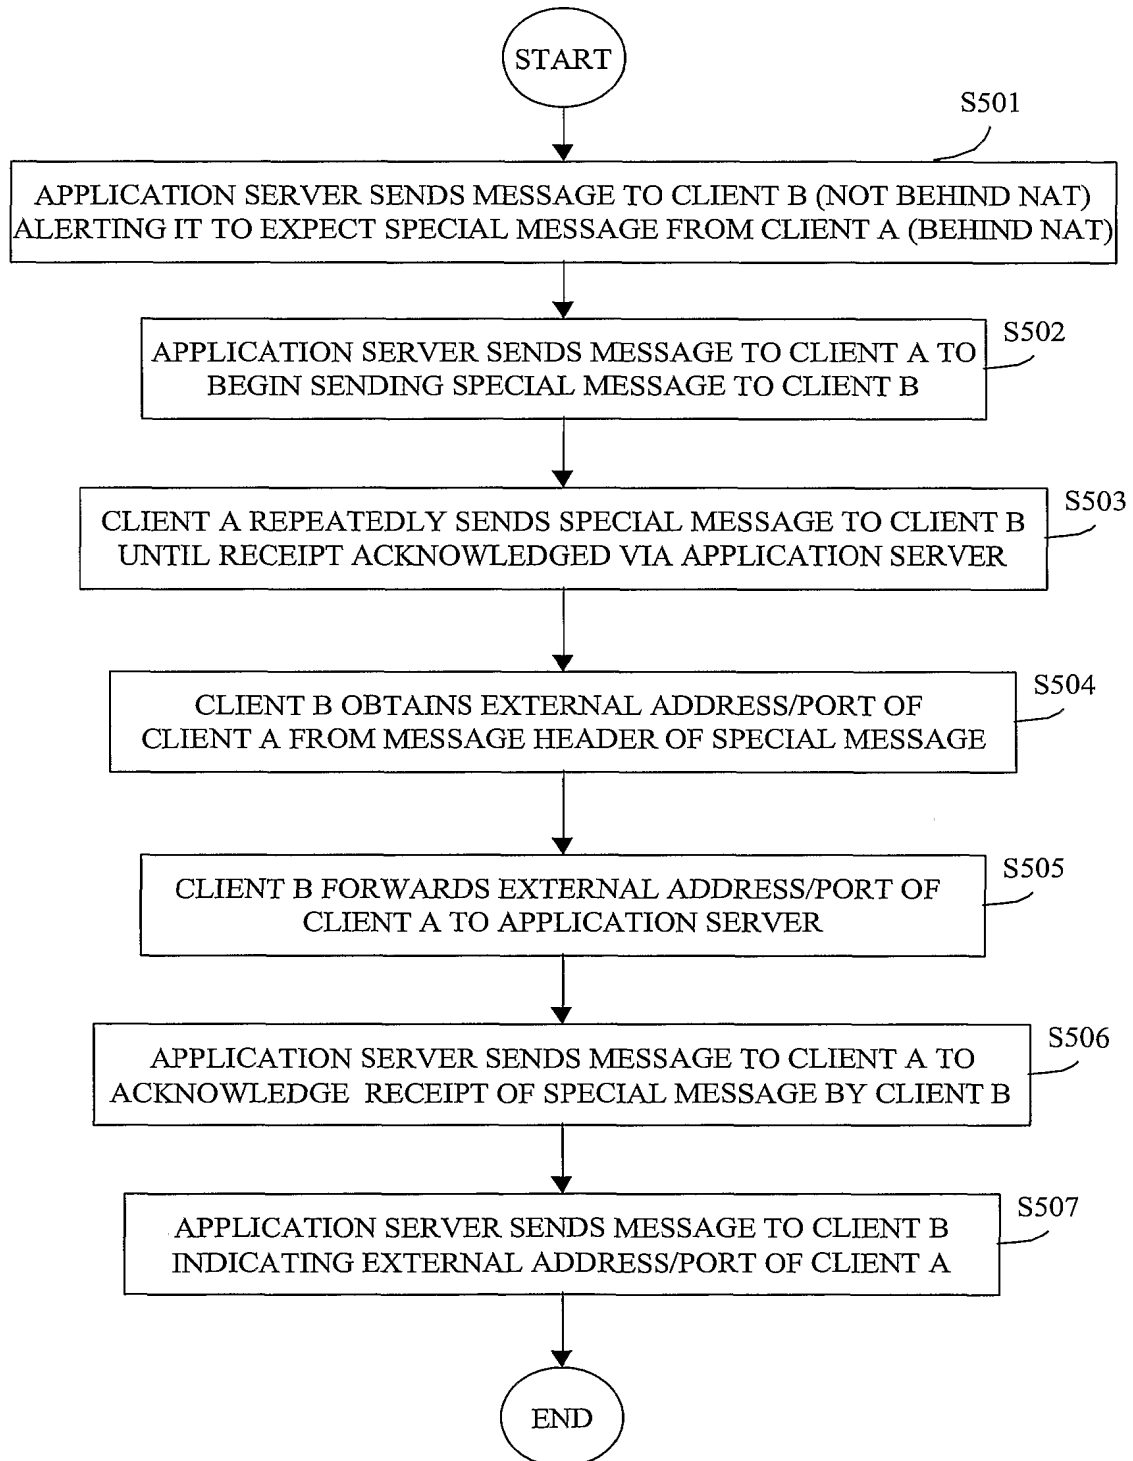 START
S501
APPLICATION SERVER SENDS MESSAGE TO CLIENT B (NOT BEHIND NAT)
ALERTING IT TO EXPECT SPECIAL MESSAGE FROM CLIENT A (BEHIND NAT)
S502
APPLICATION SERVER SENDS MESSAGE TO CLIENT A TO
BEGIN SENDING SPECIAL MESSAGE TO CLIENT B
S503
CLIENT A REPEATEDLY SENDS SPECIAL MESSAGE TO CLIENT B
UNTIL RECEIPT ACKNOWLEDGED VIA APPLICATION SERVER
S504
CLIENT B OBTAINS EXTERNAL ADDRESS/PORT OF
CLIENT A FROM MESSAGE HEADER OF SPECIAL MESSAGE
S505
CLIENT B FORWARDS EXTERNAL ADDRESS/PORT OF
CLIENT A TO APPLICATION SERVER
S506
APPLICATION SERVER SENDS MESSAGE TO CLIENT A TO
ACKNOWLEDGE RECEIPT OF SPECIAL MESSAGE BY CLIENT B
S507
APPLICATION SERVER SENDS MESSAGE TO CLIENT B
INDICATING EXTERNAL ADDRESS/PORT OF CLIENT A
END